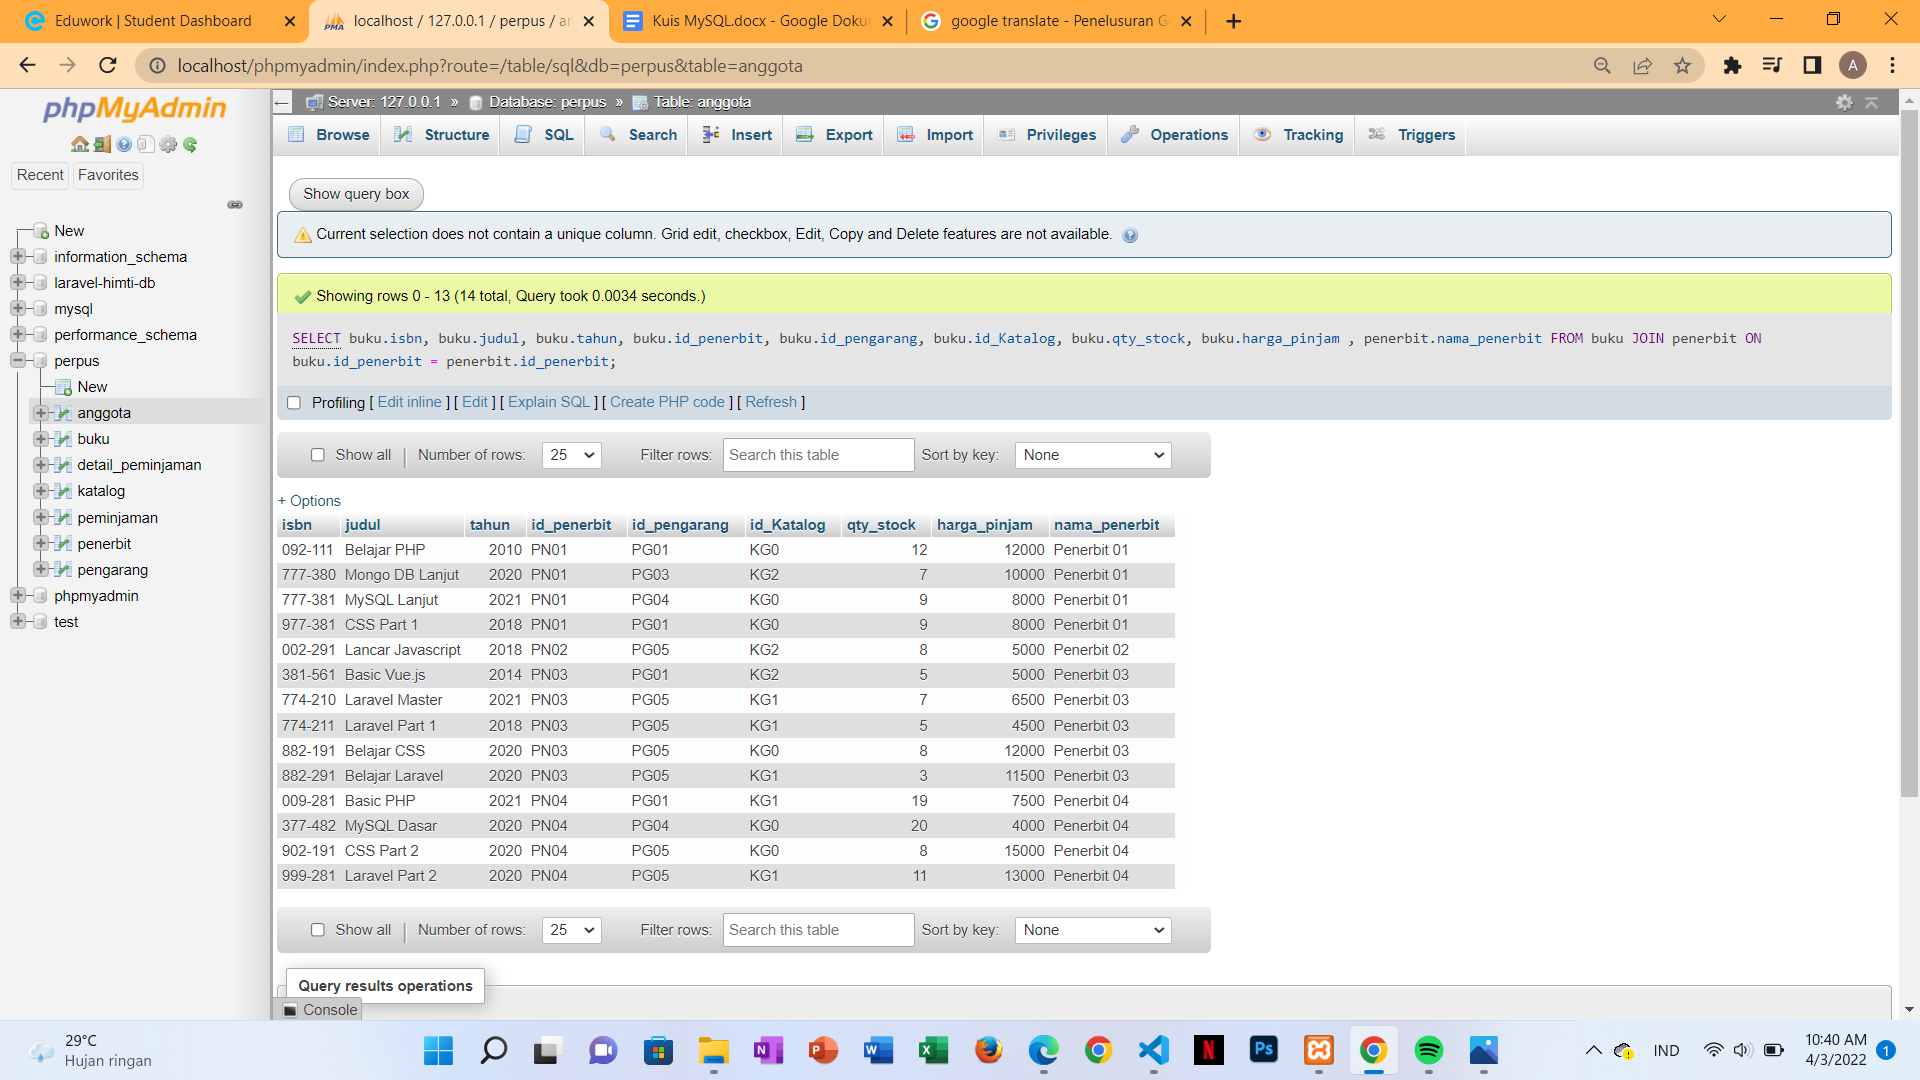 Eduwork | Student Dashboard
localhost / 127.0.0.1 / perpus / ar
Kuis MySQL.docx - Google Doku
google translate - Penelusuran G
localhost/phpmyadmin/index.php?route=/table/sql&db=perpus&table=anggota
A
phpMyAdmin
Recent Favorites
New
information_schema
laravel-himti-db
mysql
performance_schema
perpus
New
anggota
buku
detail_peminjaman
katalog
peminjaman
penerbit
pengarang
phpmyadmin
test
Server: 127.0.0.1 » Database: perpus » Table: anggota
Browse Structure SQL Search Insert Export Import Privileges Operations Tracking Triggers
Show query box
Current selection does not contain a unique column. Grid edit, checkbox, Edit, Copy and Delete features are not available.
Showing rows 0 - 13 (14 total, Query took 0.0034 seconds.)
SELECT buku.isbn, buku.judul, buku.tahun, buku.id_penerbit, buku.id_pengarang, buku.id_Katalog, buku.qty_stock, buku.harga_pinjam , penerbit.nama_penerbit FROM buku JOIN penerbit ON
buku.id_penerbit = penerbit.id_penerbit;
Profiling [ Edit inline ] [ Edit ] [ Explain SQL ] [ Create PHP code ] [ Refresh ]
Show all | Number of rows: 25 Filter rows: Search this table Sort by key: None
+ Options
isbn judul tahun id_penerbit id_pengarang id_Katalog qty_stock harga_pinjam nama_penerbit
092-111 Belajar PHP 2010 PN01 PG01 KG0 12 12000 Penerbit 01
777-380 Mongo DB Lanjut 2020 PN01 PG03 KG2 7 10000 Penerbit 01
777-381 MySQL Lanjut 2021 PN01 PG04 KG0 9 8000 Penerbit 01
977-381 CSS Part 1 2018 PN01 PG01 KG0 9 8000 Penerbit 01
002-291 Lancar Javascript 2018 PN02 PG05 KG2 8 5000 Penerbit 02
381-561 Basic Vue.js 2014 PN03 PG01 KG2 5 5000 Penerbit 03
774-210 Laravel Master 2021 PN03 PG05 KG1 7 6500 Penerbit 03
774-211 Laravel Part 1 2018 PN03 PG05 KG1 5 4500 Penerbit 03
882-191 Belajar CSS 2020 PN03 PG05 KG0 8 12000 Penerbit 03
882-291 Belajar Laravel 2020 PN03 PG05 KG1 3 11500 Penerbit 03
009-281 Basic PHP 2021 PN04 PG01 KG1 19 7500 Penerbit 04
377-482 MySQL Dasar 2020 PN04 PG04 KG0 20 4000 Penerbit 04
902-191 CSS Part 2 2020 PN04 PG05 KG0 8 15000 Penerbit 04
999-281 Laravel Part 2 2020 PN04 PG05 KG1 11 13000 Penerbit 04
Show all | Number of rows: 25 Filter rows: Search this table Sort by key: None
Query results operations
Console
29°C
Hujan ringan
IND
10:40 AM
4/3/2022
1